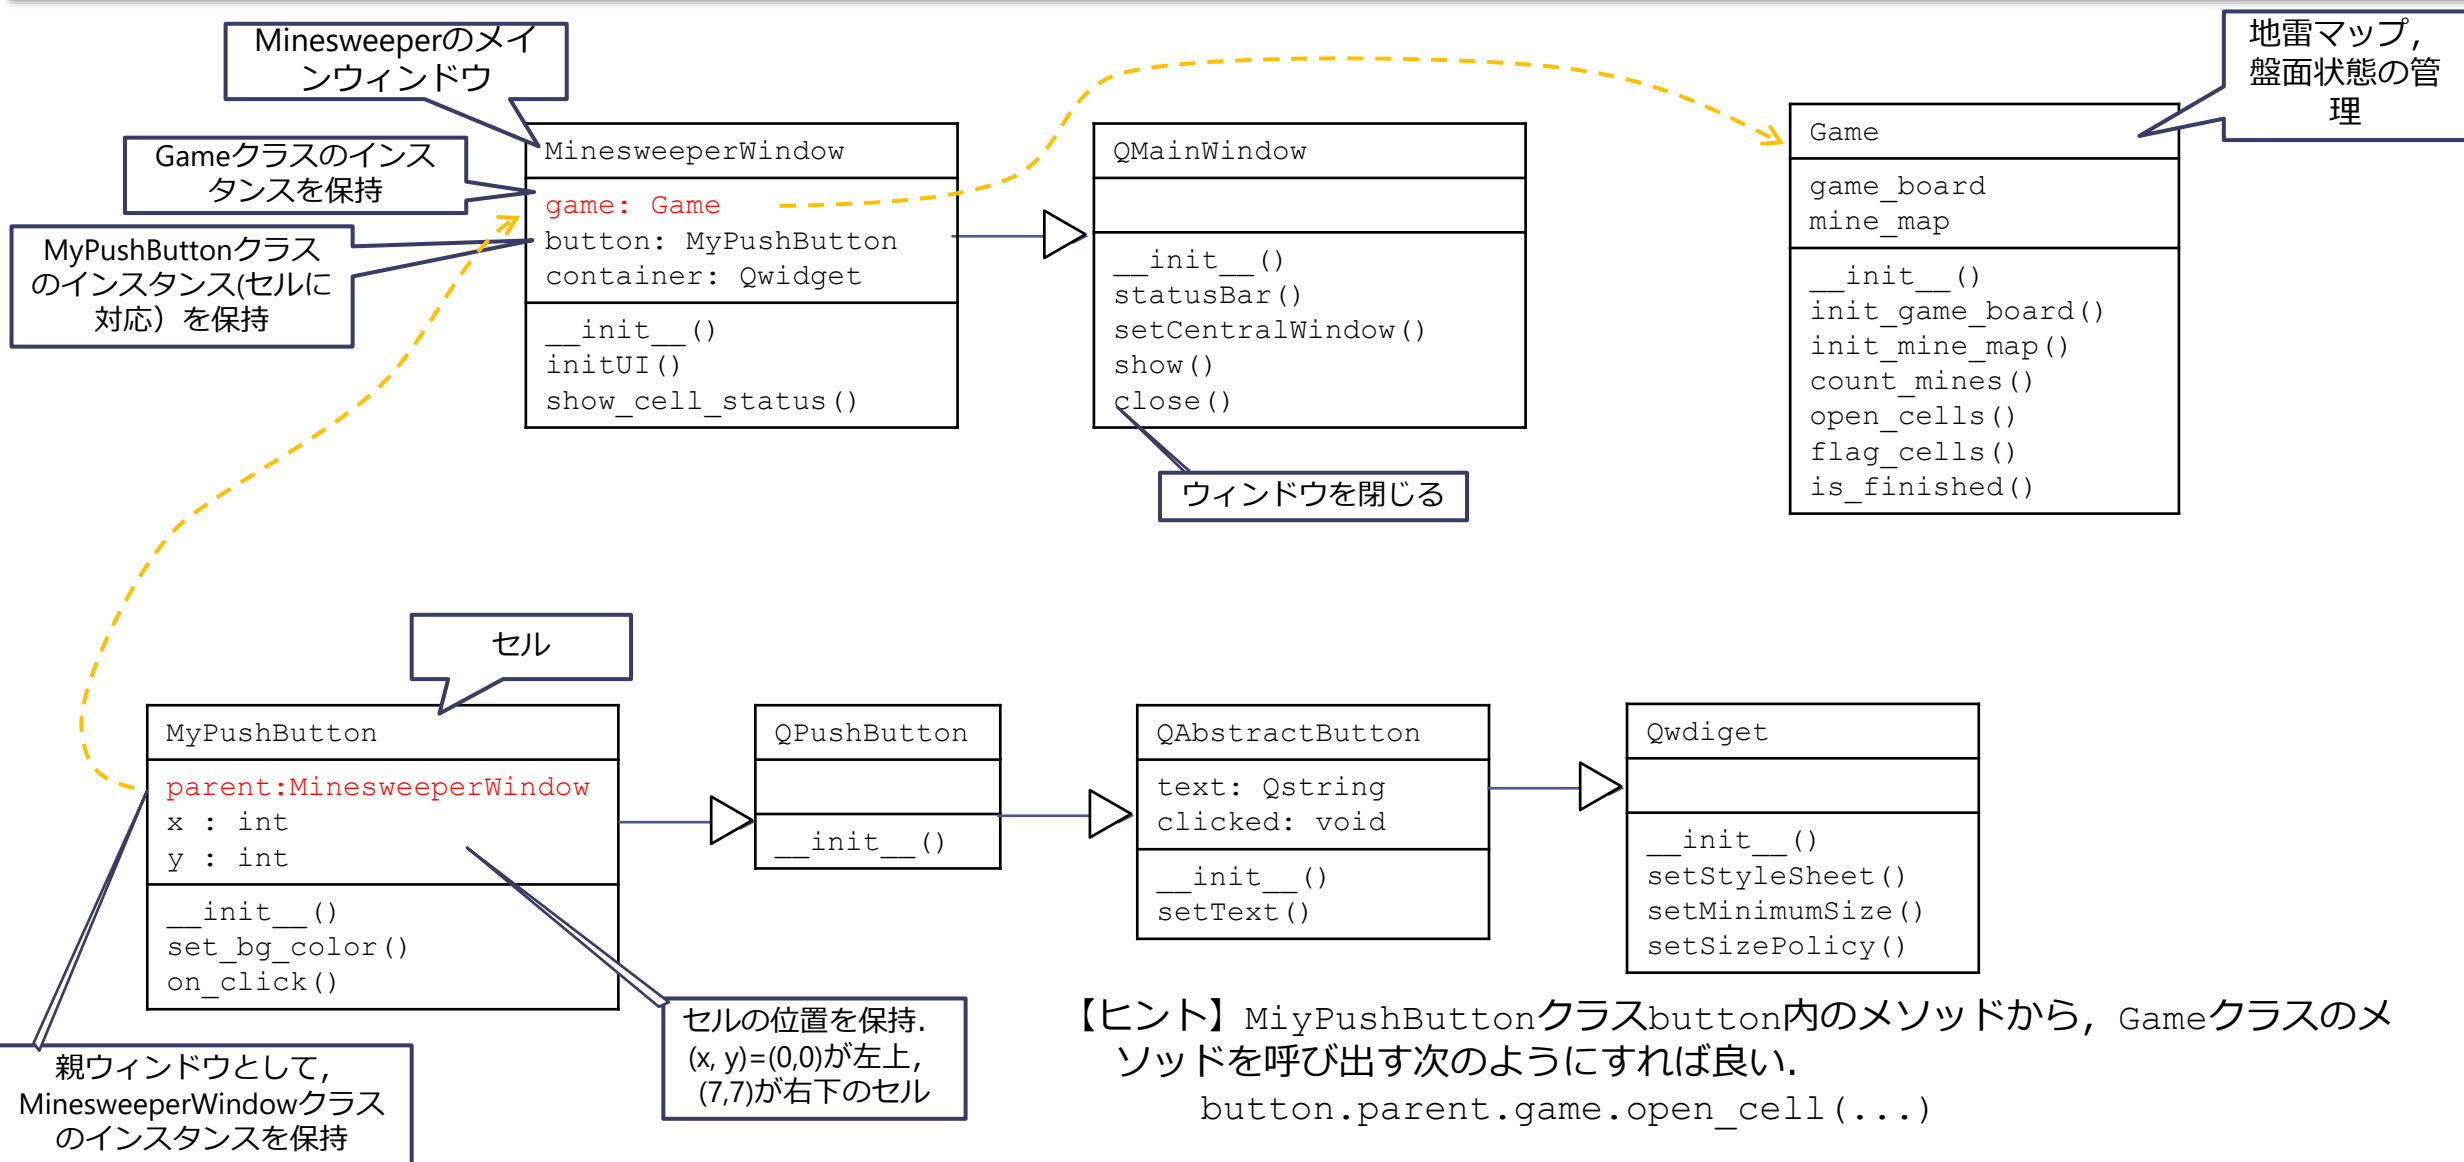 Minesweeperのメイ
ンウィンドウ
地雷マップ，
盤面状態の管
理
Gameクラスのインス
タンスを保持
MyPushButtonクラス
のインスタンス(セルに
対応）を保持
MinesweeperWindow
game: Game
button: MyPushButton
container: Qwidget
__init__()
initUI()
show_cell_status()
QMainWindow
__init__()
statusBar()
setCentralWindow()
show()
close()
ウィンドウを閉じる
Game
game_board
mine_map
__init__()
init_game_board()
init_mine_map()
count_mines()
open_cells()
flag_cells()
is_finished()
セル
MyPushButton
parent:MinesweeperWindow
x : int
y : int
__init__()
set_bg_color()
on_click()
QPushButton
__init__()
QAbstractButton
text: Qstring
clicked: void
__init__()
setText()
Qwdiget
__init__()
setStyleSheet()
setMinimumSize()
setSizePolicy()
親ウィンドウとして，
MinesweeperWindowクラス
のインスタンスを保持
セルの位置を保持．
(x, y)=(0,0)が左上，
(7,7)が右下のセル
【ヒント】MiyPushButtonクラスbutton内のメソッドから，Gameクラスのメ
ソッドを呼び出す次のようにすれば良い．
button.parent.game.open_cell(...)